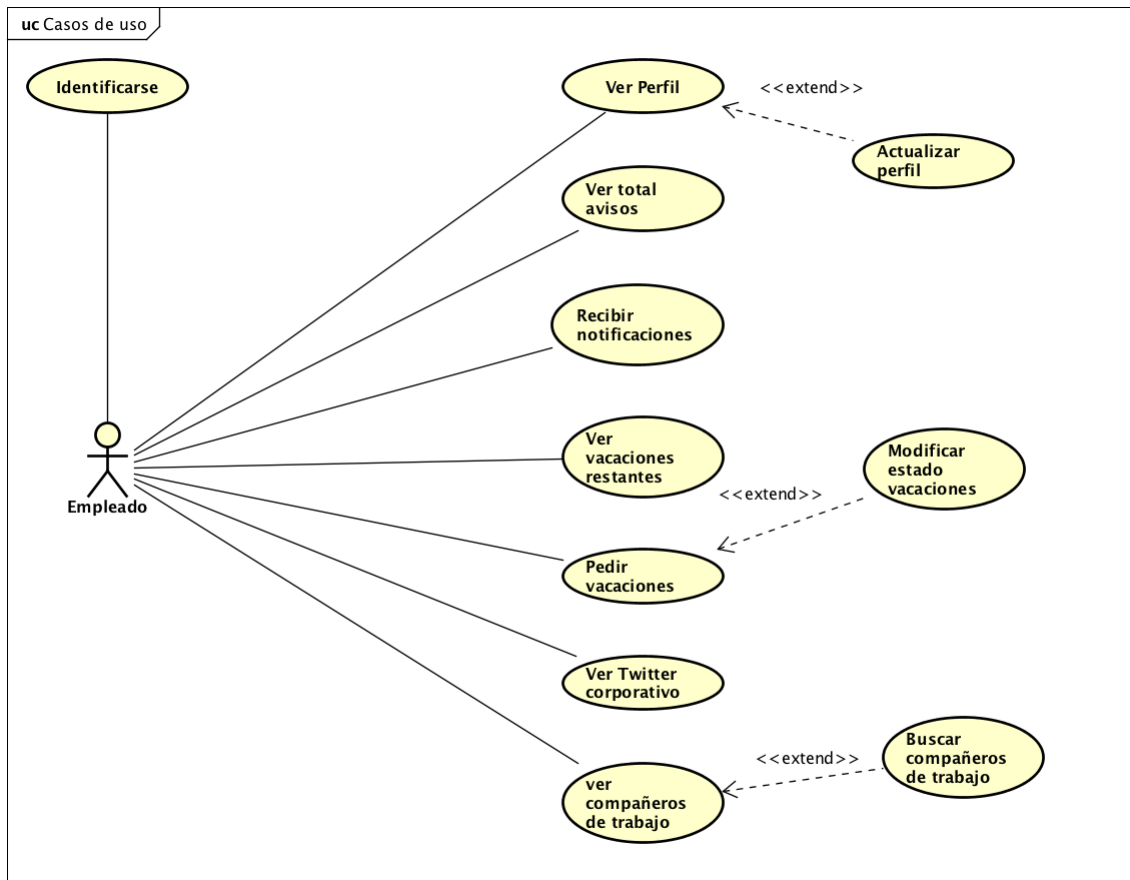 uc Casos de uso
Identificarse
Ver Perfil
<<extend>>
Actualizar
perfil
Ver total
avisos
Recibir
notificaciones
Ver
vacaciones
restantes
<<extend>>
Modificar
estado
vacaciones
Empleado
Pedir
vacaciones
Ver Twitter
corporativo
<<extend>>
Buscar
compañeros
de trabajo
ver
compañeros
de trabajo